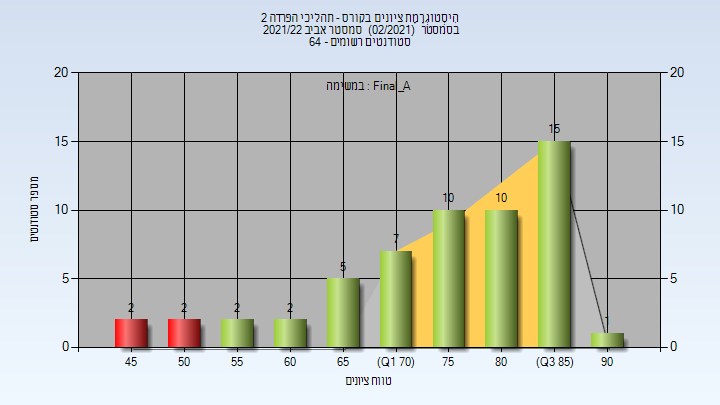 היסטוגרמת ציונים בקורס - תהליכי הפרדה 2
בסמסטר (02/2021) סמסטר אביב 2021/22
סטודנטים רשומים - 64
במשימה : Final_A
20 20
15 15
10 10
5 5
0 0
2 2 2 2 5 7 10 10 15 1
45 50 55 60 65 (Q1 70) 75 80 (Q3 85) 90
טווח ציונים
מספר סטודנטים